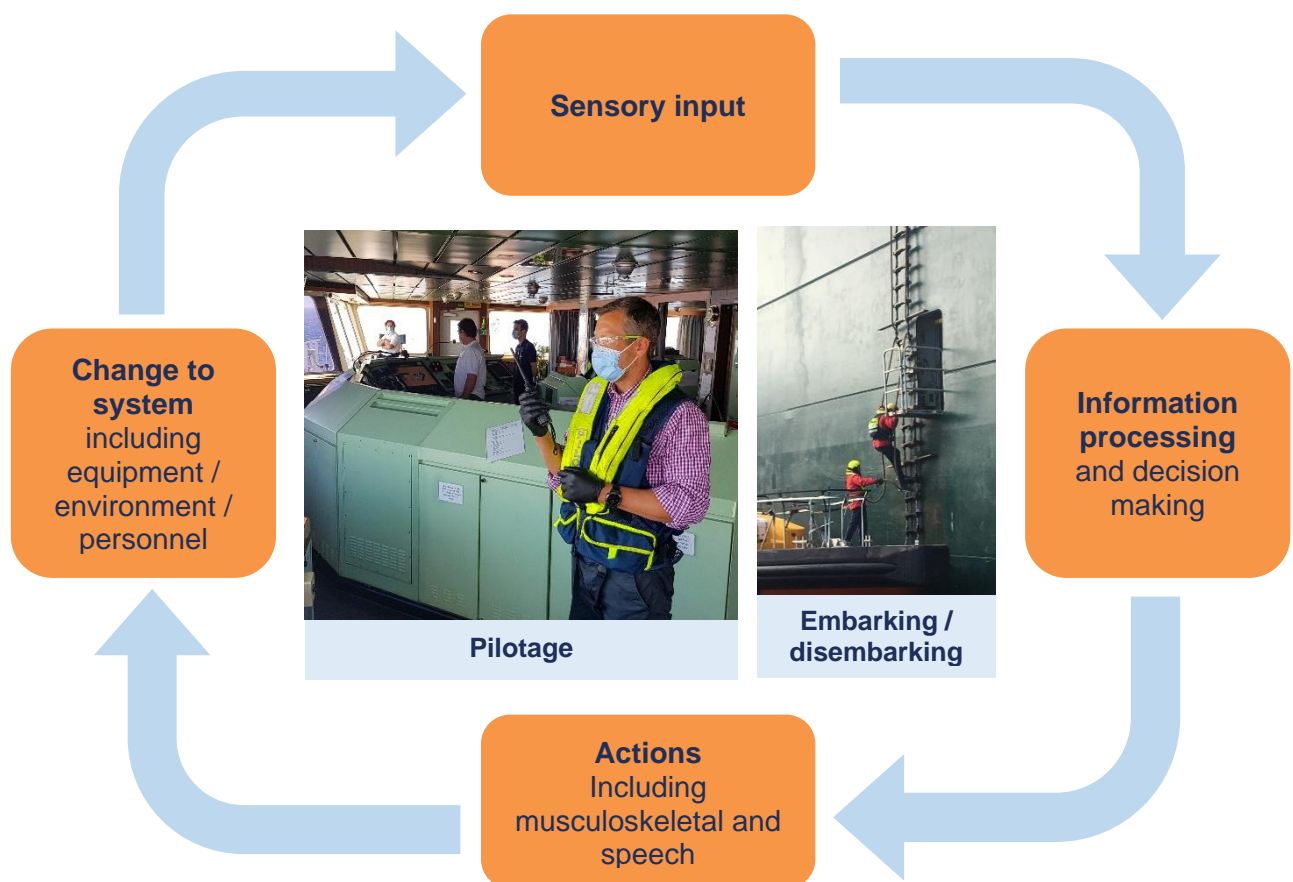 Sensory input
Information
processing
and decision
making
Actions
Including
musculoskeletal and
speech
Change to
system
including
equipment /
environment /
personnel
Pilotage
Embarking /
disembarking